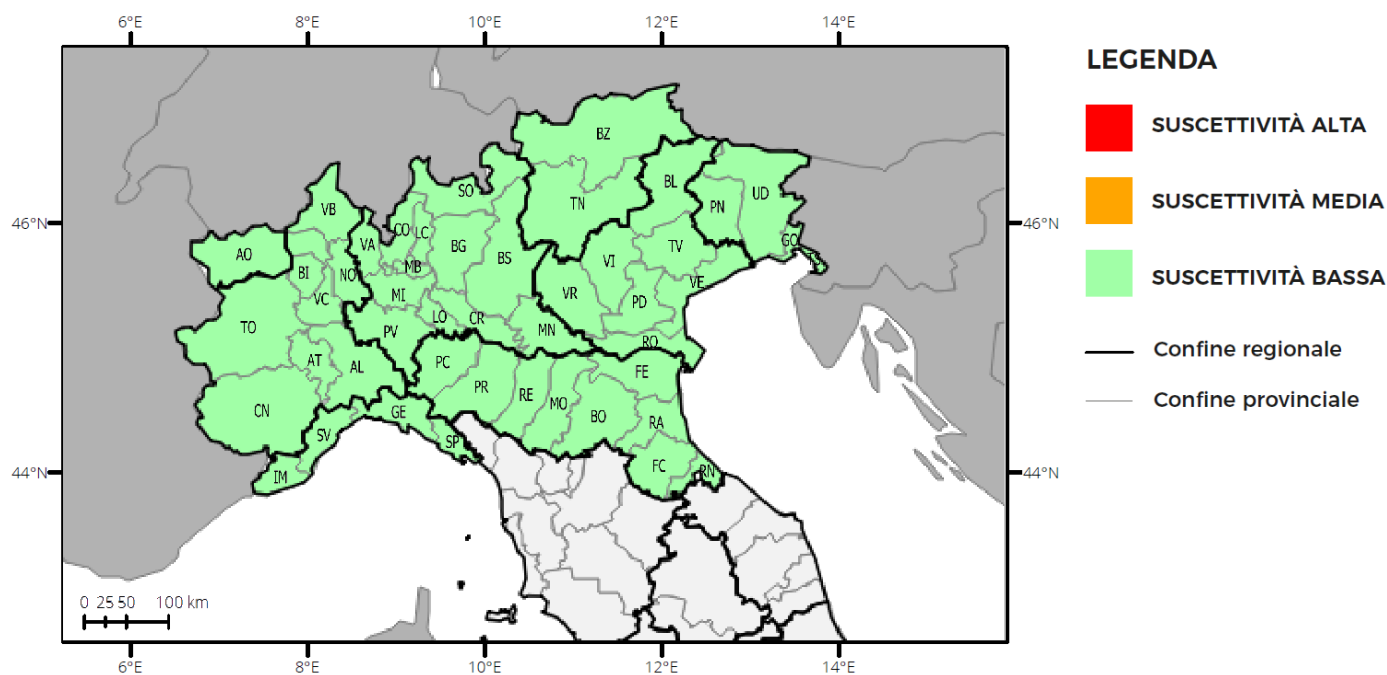 6°E 8°E 10°E 12°E 14°E
LEGENDA
SUSCETTIVITÀ ALTA
SUSCETTIVITÀ MEDIA
SUSCETTIVITÀ BASSA
Confine regionale
Confine provinciale
BZ
SO TN BL PN UD
VB
46°N 46°N
AO VA CO LC BG BS VI TV GO
BI NO MB VE
VC MI VR PD
TO PV LO CR MN RO
AT AL PC PR RE MO BO FE
CN SV GE SP RA
44°N 44°N
IM FC RN
0 25 50 100 km
6°E 8°E 10°E 12°E 14°E